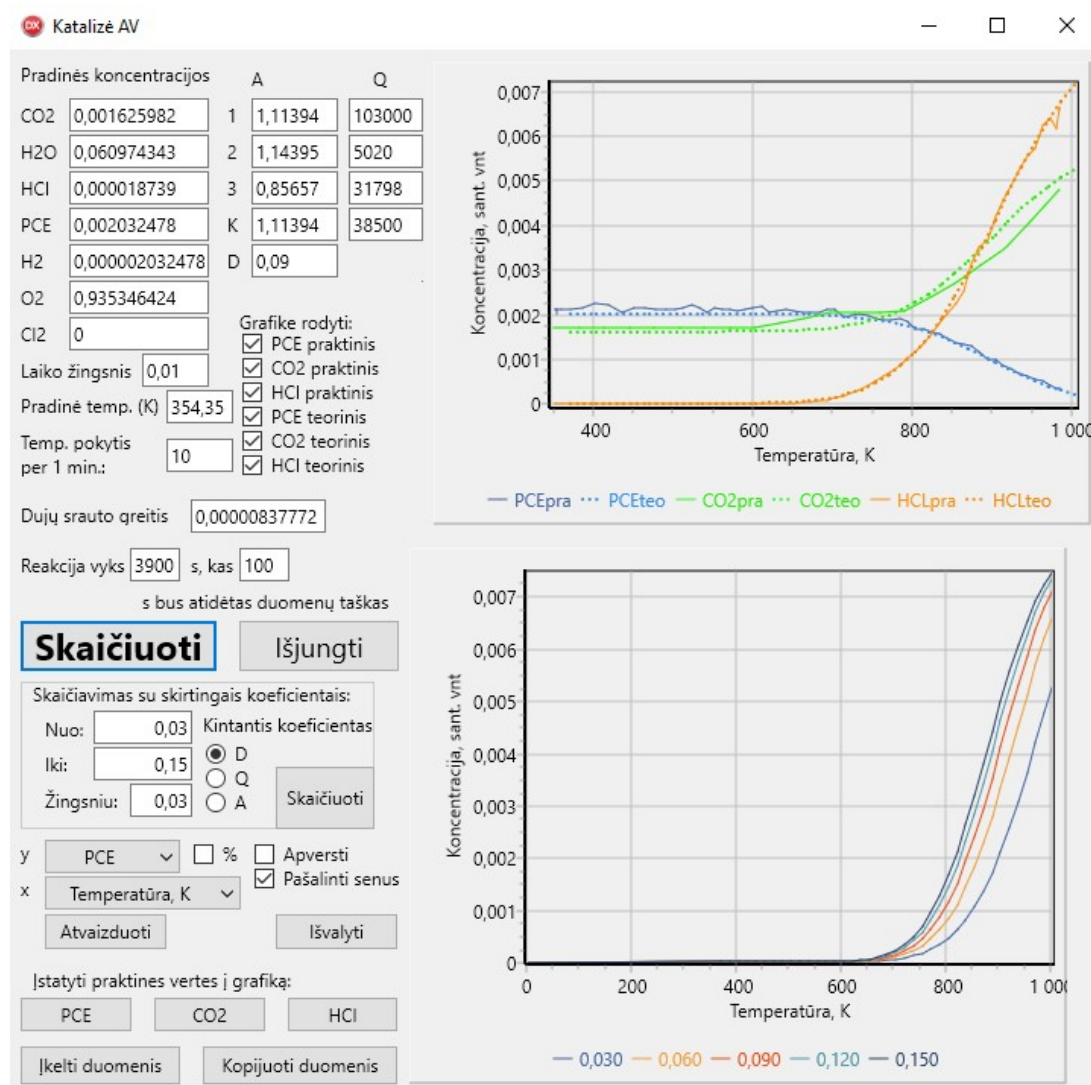 DX Katalizė AV
Pradinės koncentracijos A Q
CO2 0,001625982 1 1,11394 103000
H2O 0,060974343 2 1,14395 5020
HCl 0,000018739 3 0,85657 31798
PCE 0,002032478 K 1,11394 38500
H2 0,000002032478 D 0,09
O2 0,935346424
Cl2 0
Laiko žingsnis 0,01
Pradinė temp. (K) 354,35
Temp. pokytis
per 1 min.: 10
Grafike rodyti:
PCE praktinis
CO2 praktinis
HCl praktinis
PCE teorinis
CO2 teorinis
HCl teorinis
Dujų srauto greitis 0,00000837772
Reakcija vyks 3900 s, kas 100
s bus atidėtas duomenų taškas
Skaičiuoti Išjungti
Skaičiavimas su skirtingais koeficientais:
Nuo: 0,03 Kintantis koeficientas
Iki: 0,15 D
Q
Žingsniu: 0,03 A Skaičiuoti
y PCE % Apversti
x Temperatūra, K Pašalinti senus
Atvaizduoti Išvalyti
Įstatyti praktines vertes į grafiką:
PCE CO2 HCl
Įkelti duomenis Kopijuoti duomenis
Koncentracija, sant. vnt
0,007
0,006
0,005
0,004
0,003
0,002
0,001
0
400 600 800 1 000
Temperatūra, K
PCEpra PCEteo CO2pra CO2teo HCLpra HCLteo
Koncentracija, sant. vnt
0,007
0,006
0,005
0,004
0,003
0,002
0,001
0
0 200 400 600 800 1 000
Temperatūra, K
0,030 0,060 0,090 0,120 0,150